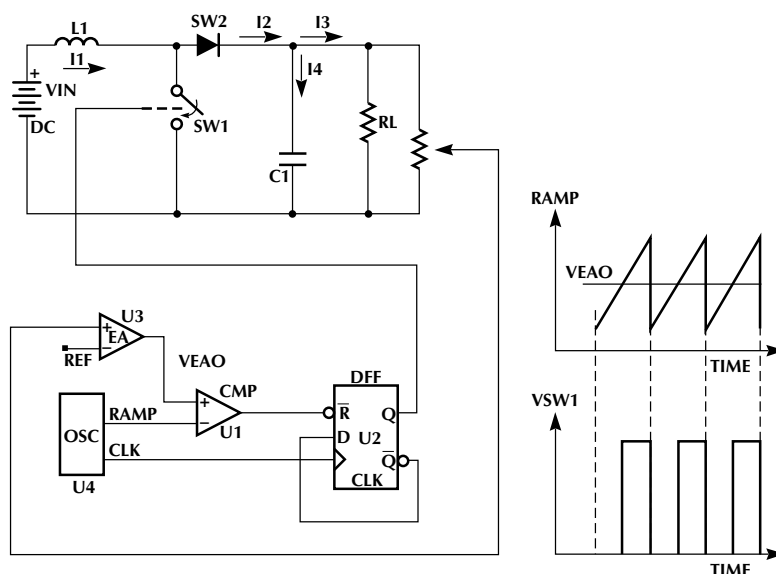 L1
SW2
I2
I3
I1
I4
+
VIN
DC
SW1
RL
C1
U3
+
EA
−
REF
VEAO
DFF
CMP
+
−
U1
RAMP
OSC
CLK
U4
R
Q
D
U2
Q
CLK
RAMP
VEAO
TIME
VSW1
TIME